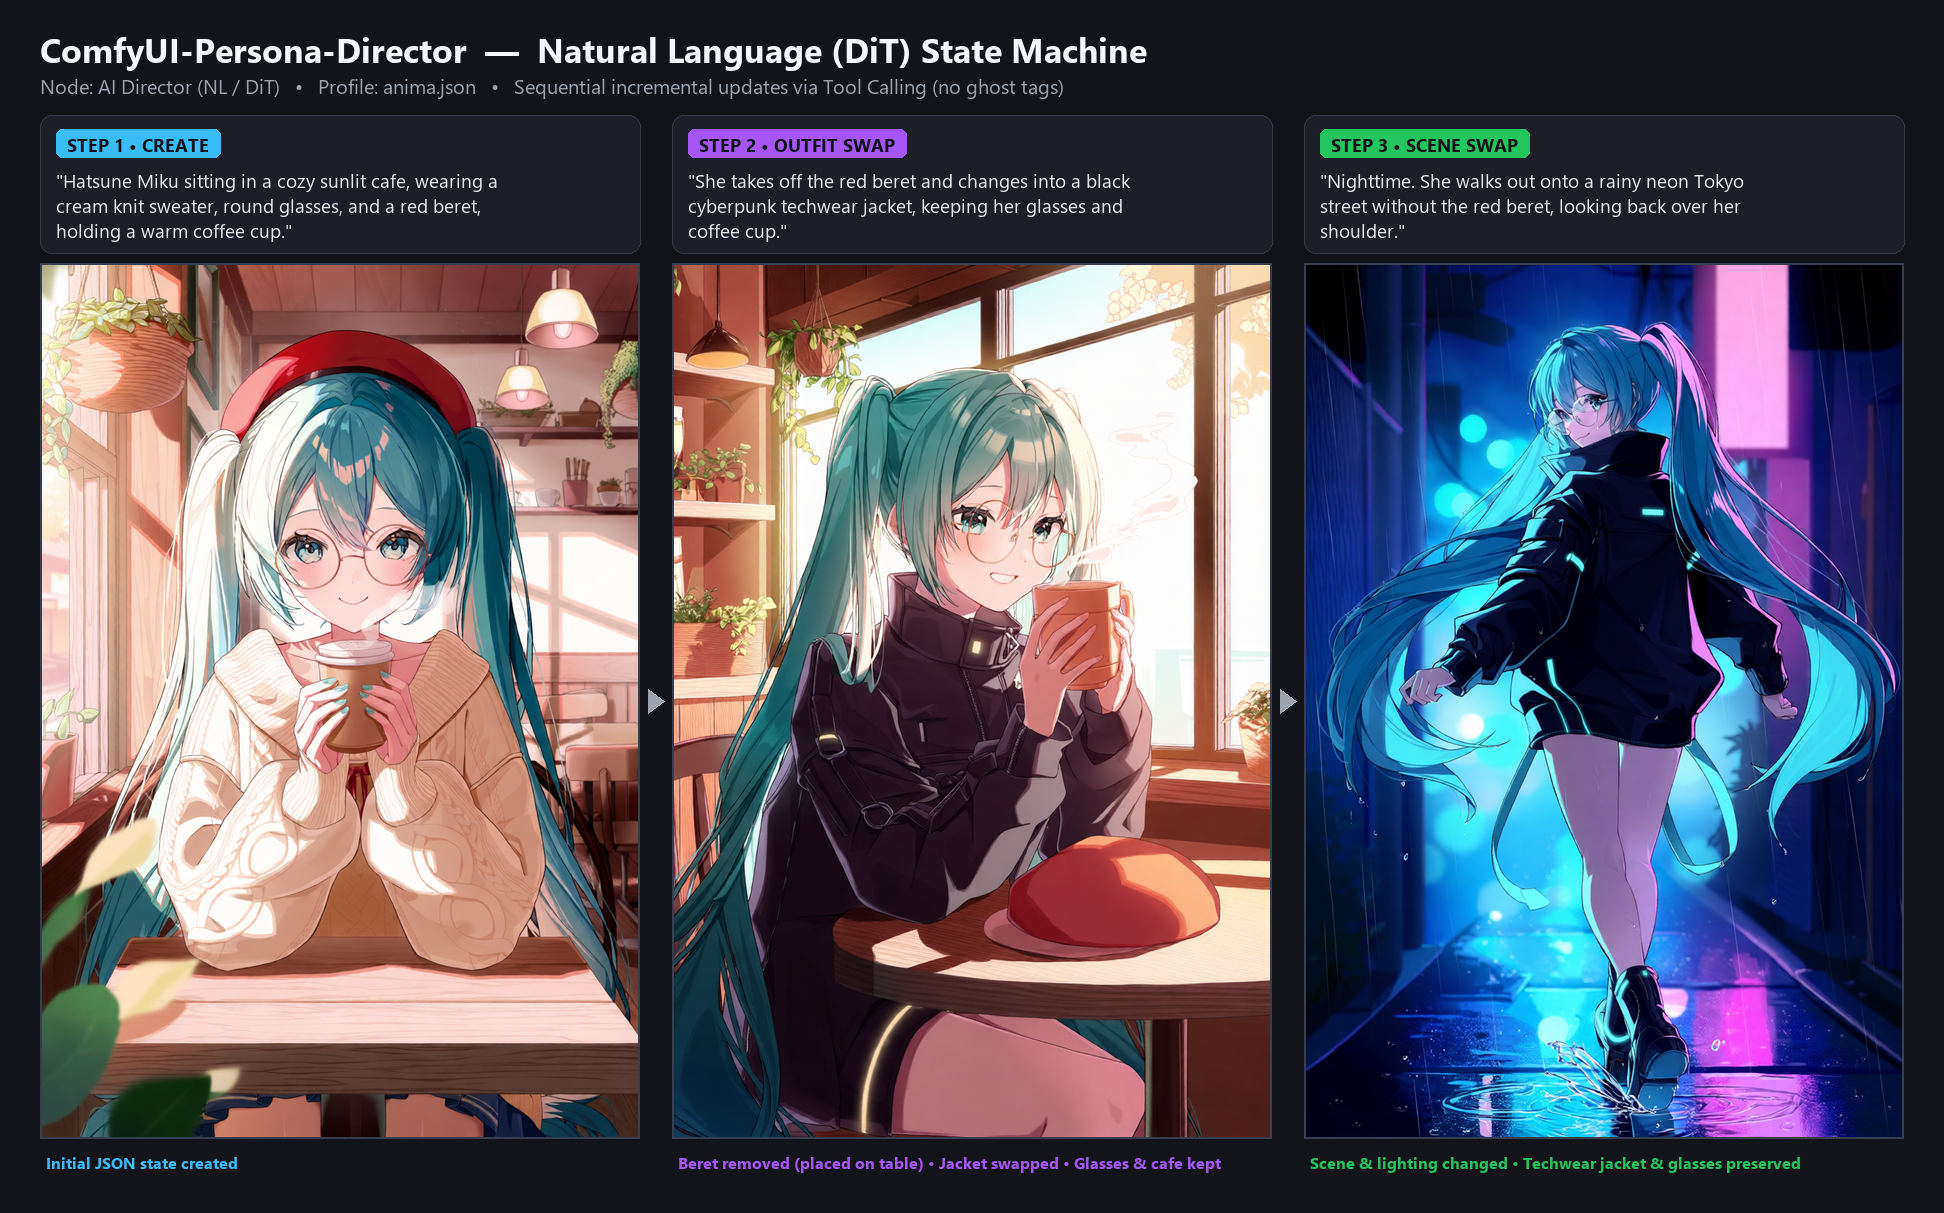 ComfyUI-Persona-Director — Natural Language (DiT) State Machine
Node: AI Director (NL / DiT) • Profile: anima.json • Sequential incremental updates via Tool Calling (no ghost tags)
STEP 1 • CREATE
"Hatsune Miku sitting in a cozy sunlit cafe, wearing a
cream knit sweater, round glasses, and a red beret,
holding a warm coffee cup."
Initial JSON state created
STEP 2 • OUTFIT SWAP
"She takes off the red beret and changes into a black
cyberpunk techwear jacket, keeping her glasses and
coffee cup."
Beret removed (placed on table) • Jacket swapped • Glasses & cafe kept
STEP 3 • SCENE SWAP
"Nighttime. She walks out onto a rainy neon Tokyo
street without the red beret, looking back over her
shoulder."
Scene & lighting changed • Techwear jacket & glasses preserved